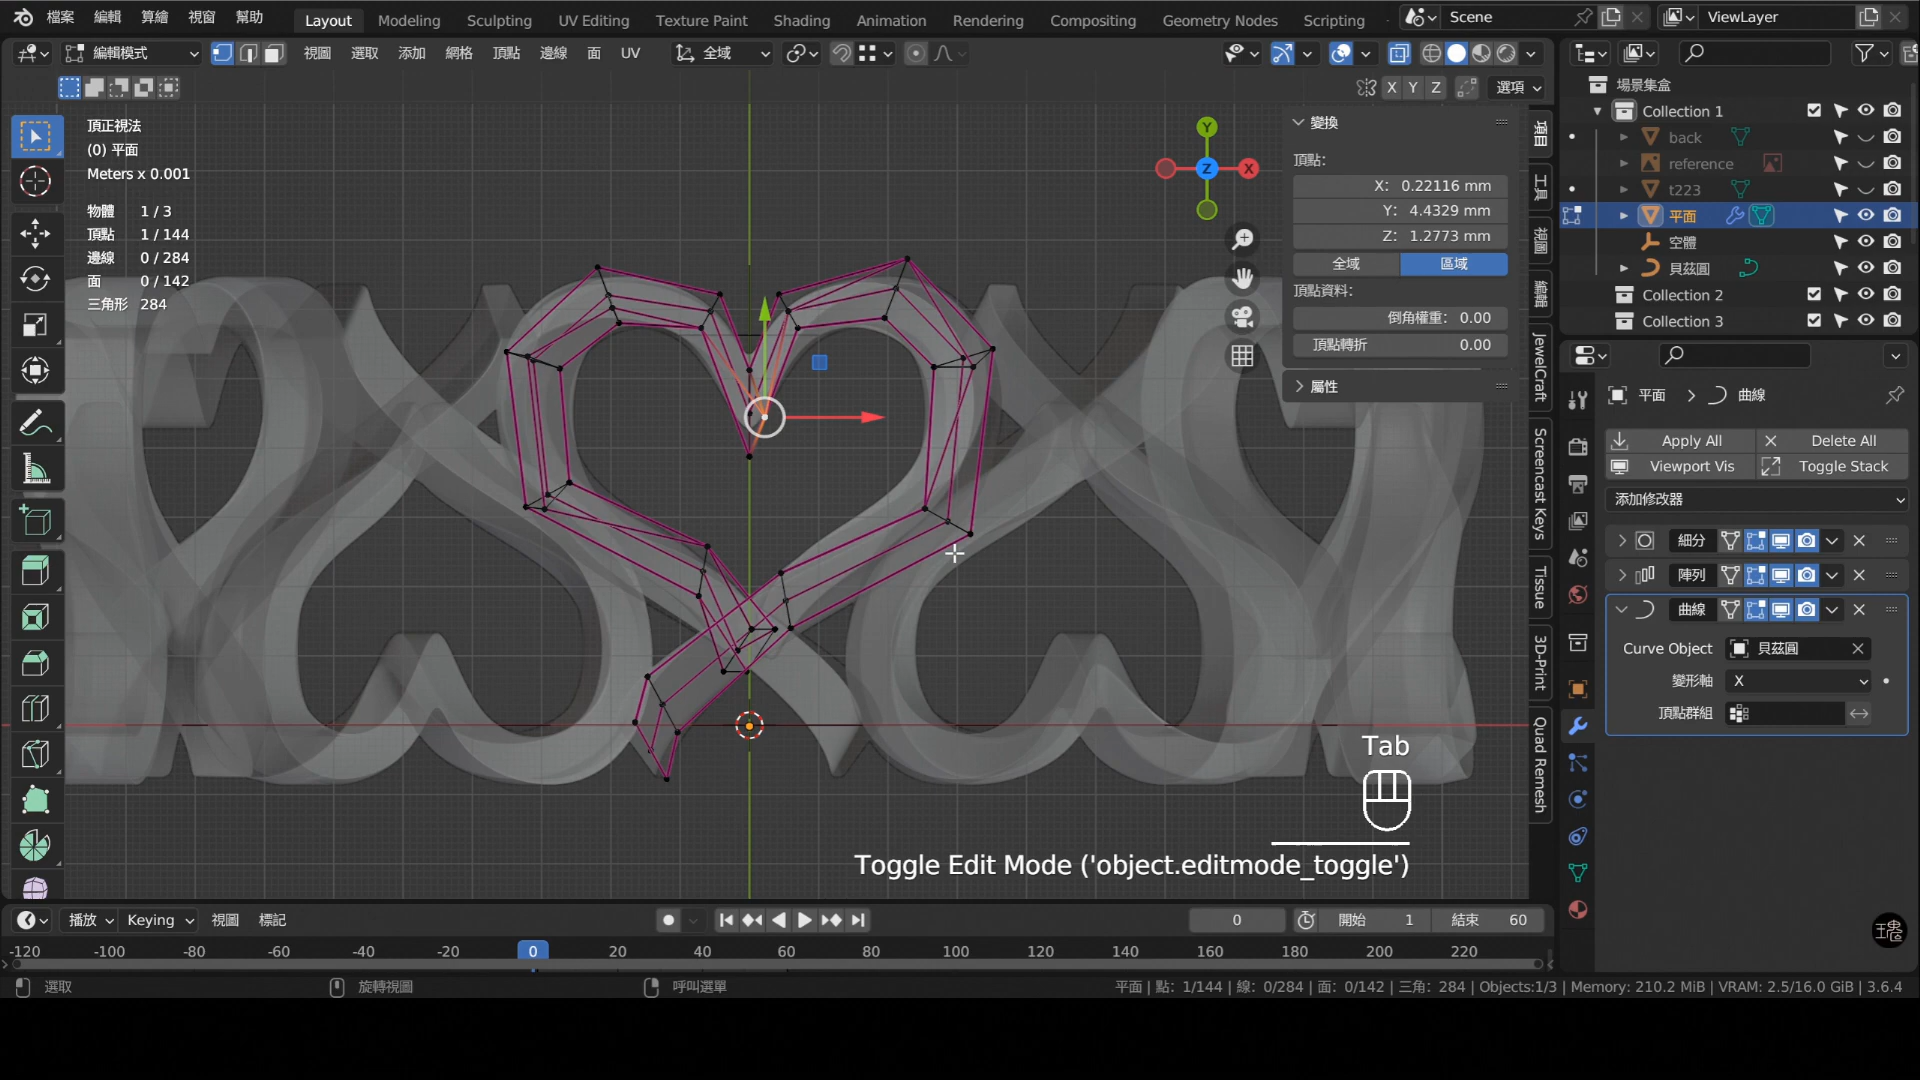 檔案 編輯 算繪 視窗 幫助 Layout Modeling Sculpting UV Editing Texture Paint Shading Animation Rendering Compositing Geometry Nodes Scripting Scene ViewLayer
編輯模式 視圖 選取 添加 網格 頂點 邊線 面 UV 全域
X Y Z 選項
頂正視法
(0) 平面
Meters x 0.001
物體 1 / 3
頂點 1 / 144
邊線 0 / 284
面 0 / 142
三角形 284
Y
Z X
變換
頂點:
X: 0.22116 mm
Y: 4.4329 mm
Z: 1.2773 mm
全域 區域
頂點資料:
倒角權重: 0.00
頂點轉折 0.00
屬性
項目
工具
視圖
編輯
JewelCraft
Screencast Keys
Tissue
3D-Print
Quad Remesh
場景集盒
Collection 1
back
reference
t223
平面
空體
貝茲圓
Collection 2
Collection 3
平面 > 曲線
Apply All Delete All
Viewport Vis Toggle Stack
添加修改器
細分
陣列
曲線
Curve Object 貝茲圓
變形軸 X
頂點群組
Tab
Toggle Edit Mode ('object.editmode_toggle')
播放 Keying 視圖 標記 0 開始 1 結束 60
-120 -100 -80 -60 -40 -20 0 20 40 60 80 100 120 140 160 180 200 220
選取 旋轉視圖 呼叫選單 平面 | 點: 1/144 | 線: 0/284 | 面: 0/142 | 三角: 284 | Objects:1/3 | Memory: 210.2 MiB | VRAM: 2.5/16.0 GiB | 3.6.4